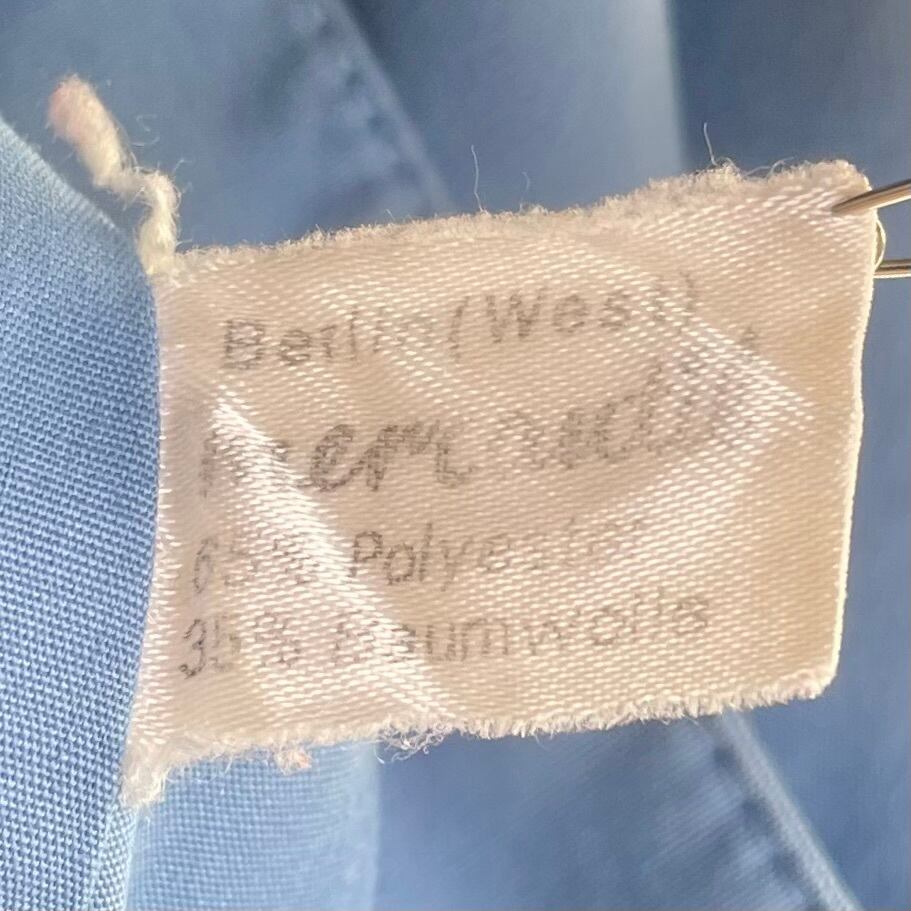 Berlin (West)
65% Polyester
35% Baumwolle